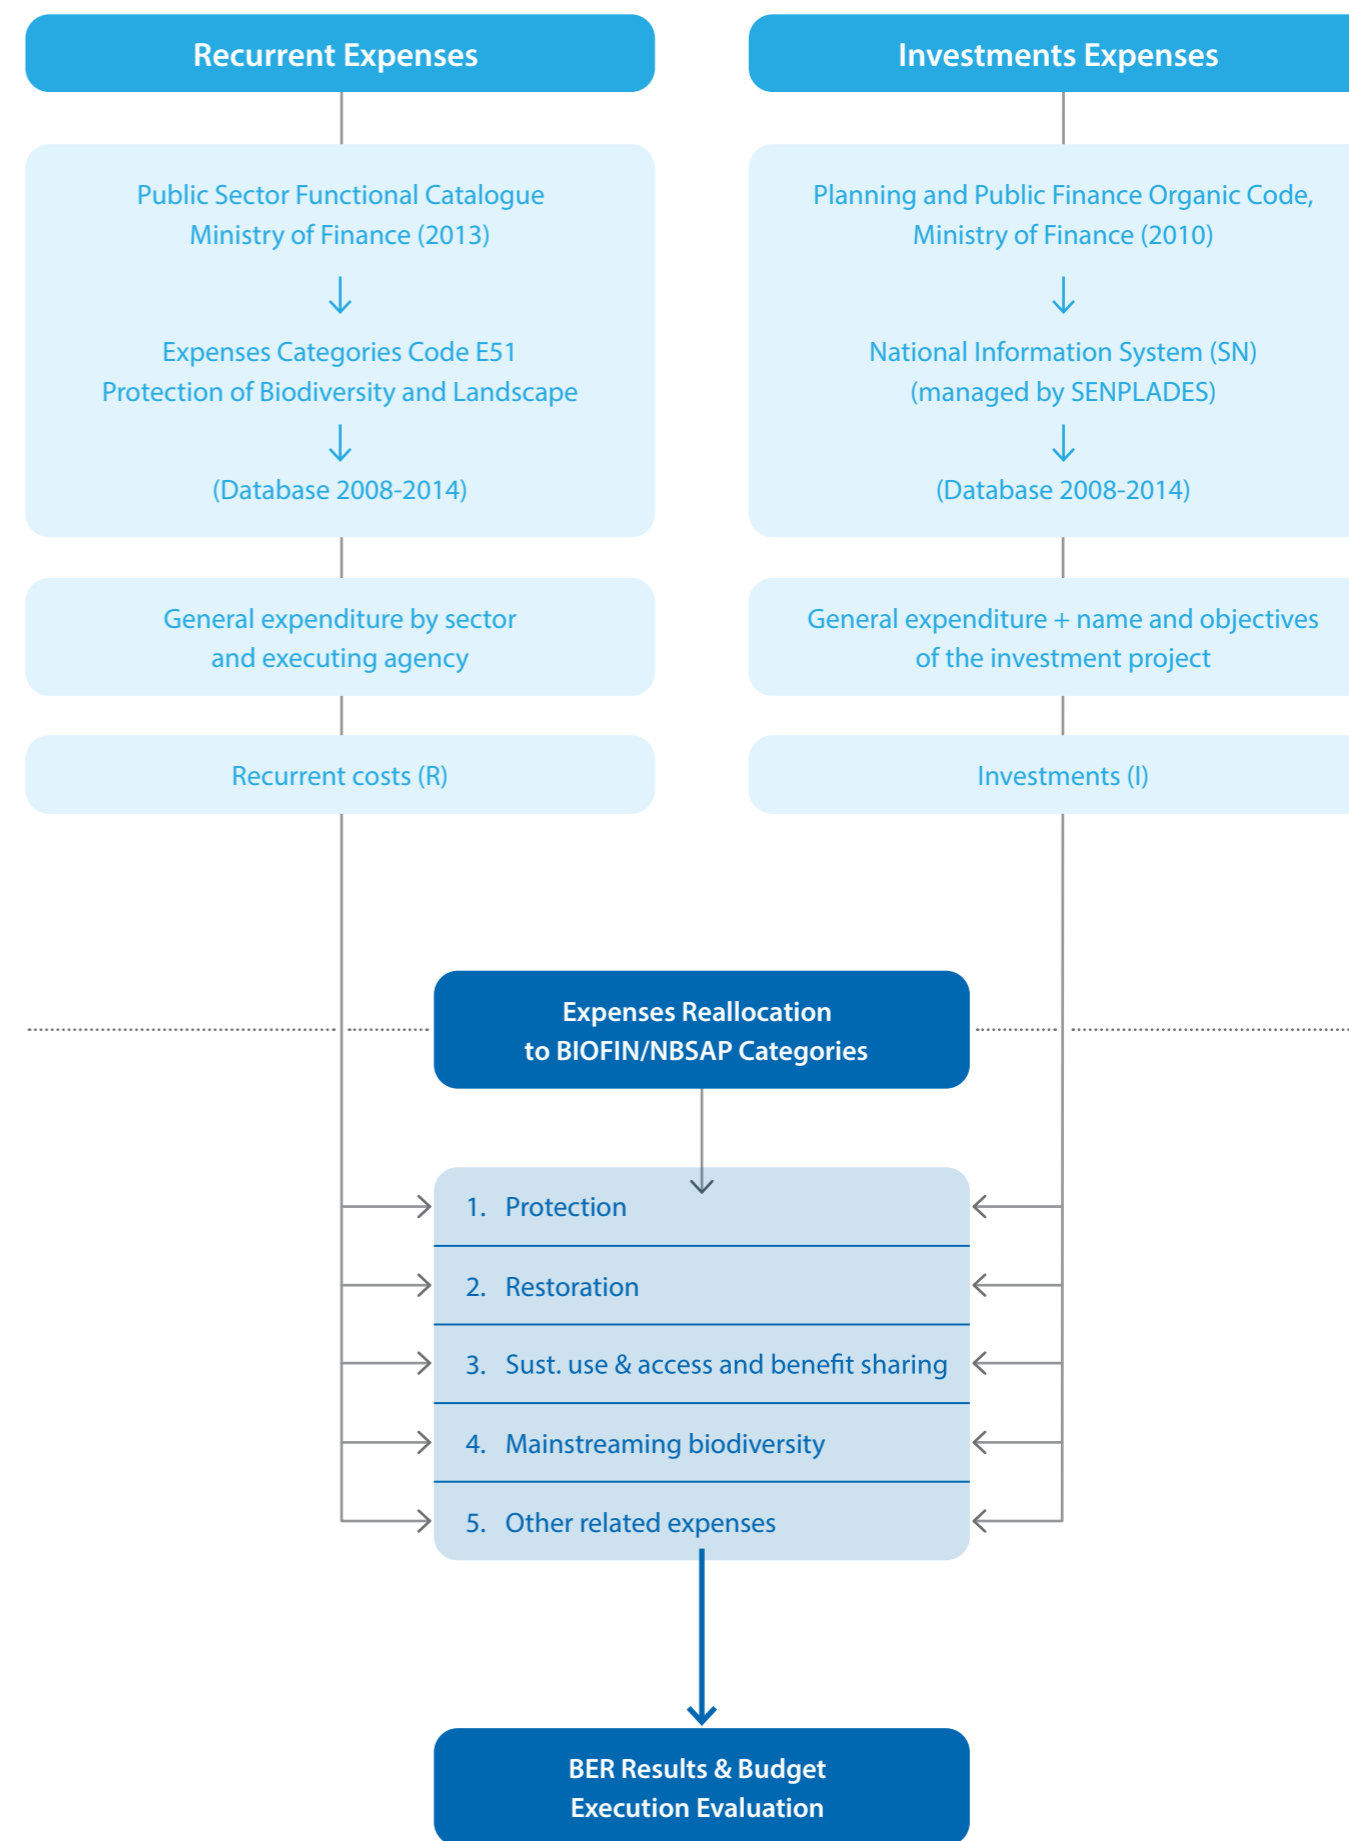 Recurrent Expenses
Public Sector Functional Catalogue
Ministry of Finance (2013)
Expenses Categories Code E51
Protection of Biodiversity and Landscape
(Database 2008-2014)
General expenditure by sector
and executing agency
Recurrent costs (R)
Investments Expenses
Planning and Public Finance Organic Code,
Ministry of Finance (2010)
National Information System (SN)
(managed by SENPLADES)
(Database 2008-2014)
General expenditure + name and objectives
of the investment project
Investments (I)
Expenses Reallocation
to BIOFIN/NBSAP Categories
1. Protection
2. Restoration
3. Sust. use & access and benefit sharing
4. Mainstreaming biodiversity
5. Other related expenses
BER Results & Budget
Execution Evaluation